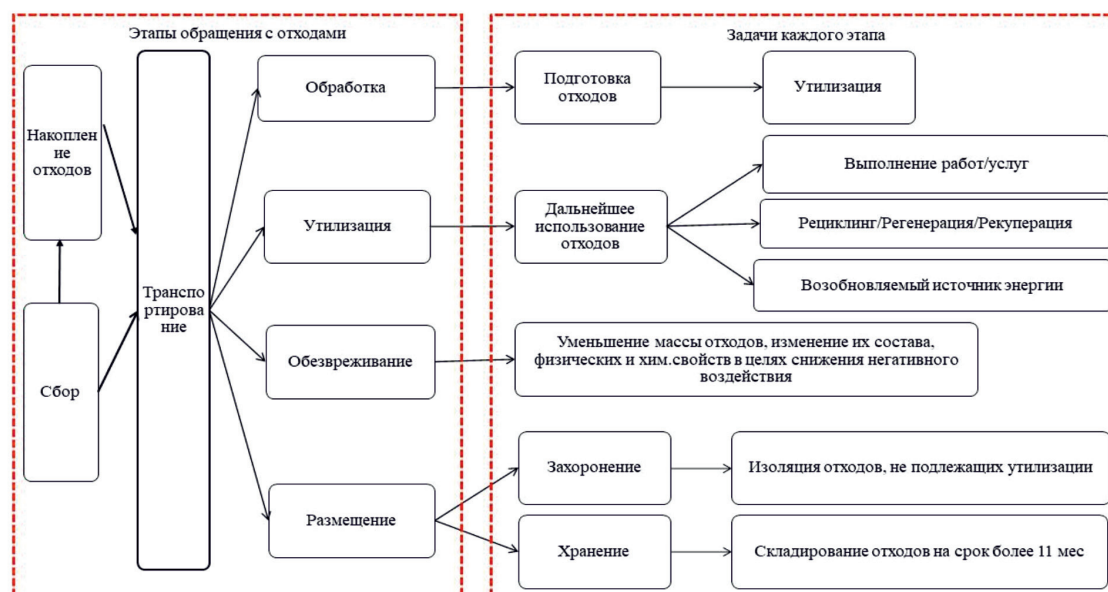 Этапы обращения с отходами
Накоплен
ие
отходов
Сбор
Транспо
ртирова
ние
Обработка
Утилизация
Обезвреживание
Размещение
Задачи каждого этапа
Подготовка
отходов
Утилизация
Дальнейшее
использование
отходов
Выполнение работ/услуг
Рециклинг/Регенерация/Рекуперация
Возобновляемый источник энергии
Уменьшение массы отходов, изменение их состава,
физических и хим.свойств в целях снижения негативного
воздействия
Захоронение
Изоляция отходов, не подлежащих утилизации
Хранение
Складирование отходов на срок более 11 мес